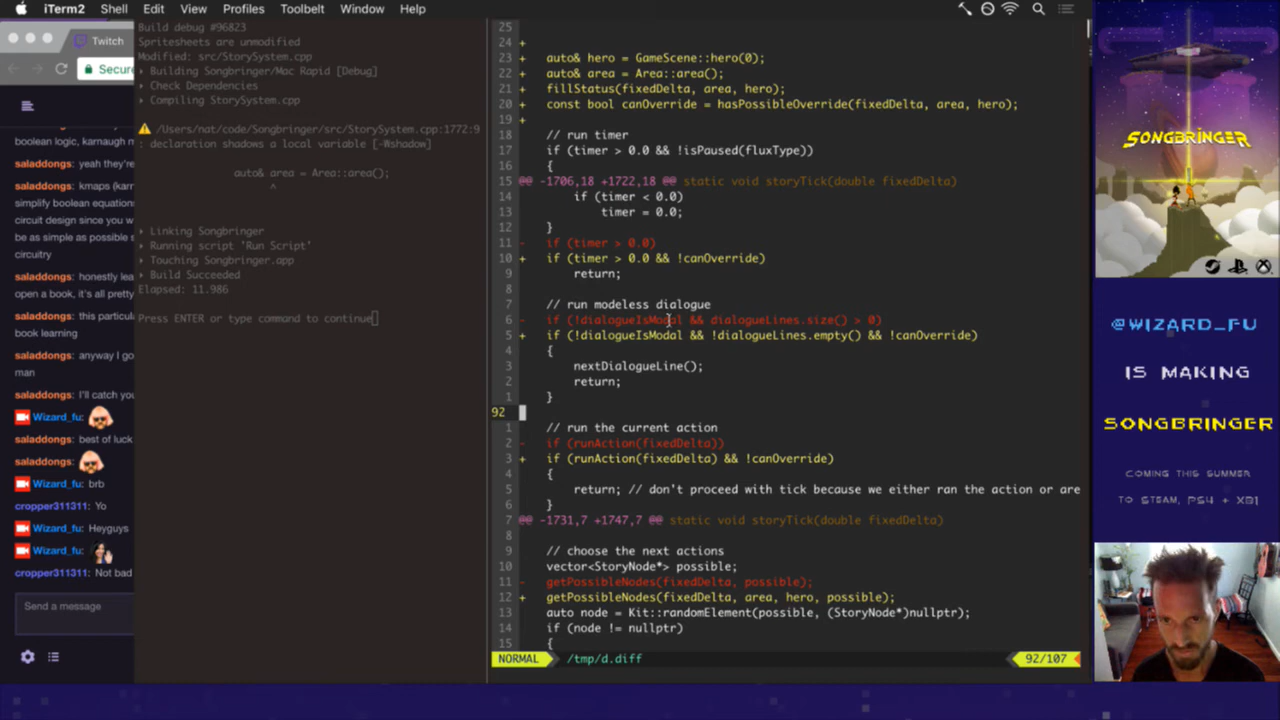 iTerm2 Shell Edit View Profiles Toolbelt Window Help
Twitch
Secure
boolean logic, karnaugh m
saladdongs: yeah they're
saladdongs: kmaps (karn
simplify boolean equations
circuit design since you w
be as simple as possible s
circuitry
saladdongs: honestly lea
open a book, it's all pretty
saladdongs: this particula
book learning
saladdongs: anyway I go
man
saladdongs: I'll catch you
Wizard_fu:
saladdongs: best of luck
saladdongs:
Wizard_fu: brb
cropper311311: Yo
Wizard_fu: Heyguys
Wizard_fu:
cropper311311: Not bad
Send a message
Build debug #96823
Spritesheets are unmodified
Modified: src/StorySystem.cpp
▸ Building Songbringer/Mac Rapid [Debug]
▸ Check Dependencies
▸ Compiling StorySystem.cpp
⚠️ /Users/nat/code/Songbringer/src/StorySystem.cpp:1772:9
: declaration shadows a local variable [-Wshadow]
auto& area = Area::area();
^
▸ Linking Songbringer
▸ Running script 'Run Script'
▸ Touching Songbringer.app
▸ Build Succeeded
Elapsed: 11.986
Press ENTER or type command to continue
25
24 +
23 + auto& hero = GameScene::hero(0);
22 + auto& area = Area::area();
21 + fillStatus(fixedDelta, area, hero);
20 + const bool canOverride = hasPossibleOverride(fixedDelta, area, hero);
19 +
18 // run timer
17 if (timer > 0.0 && !isPaused(fluxType))
16 {
15 @@ -1706,18 +1722,18 @@ static void storyTick(double fixedDelta)
14 if (timer < 0.0)
13 timer = 0.0;
12 }
11 - if (timer > 0.0)
10 + if (timer > 0.0 && !canOverride)
9 return;
8
7 // run modeless dialogue
6 - if (!dialogueIsModal && dialogueLines.size() > 0)
5 + if (!dialogueIsModal && !dialogueLines.empty() && !canOverride)
4 {
3 nextDialogueLine();
2 return;
1 }
92
1 // run the current action
2 - if (runAction(fixedDelta))
3 + if (runAction(fixedDelta) && !canOverride)
4 {
5 return; // don't proceed with tick because we either ran the action or are
6 }
7 @@ -1731,7 +1747,7 @@ static void storyTick(double fixedDelta)
8
9 // choose the next actions
10 vector<StoryNode*> possible;
11 - getPossibleNodes(fixedDelta, possible);
12 + getPossibleNodes(fixedDelta, area, hero, possible);
13 auto node = Kit::randomElement(possible, (StoryNode*)nullptr);
14 if (node != nullptr)
15 {
NORMAL /tmp/d.diff 92/107
SONGBRINGER
@WIZARD_FU
IS MAKING
SONGBRINGER
COMING THIS SUMMER
TO STEAM, PS4 + XB1